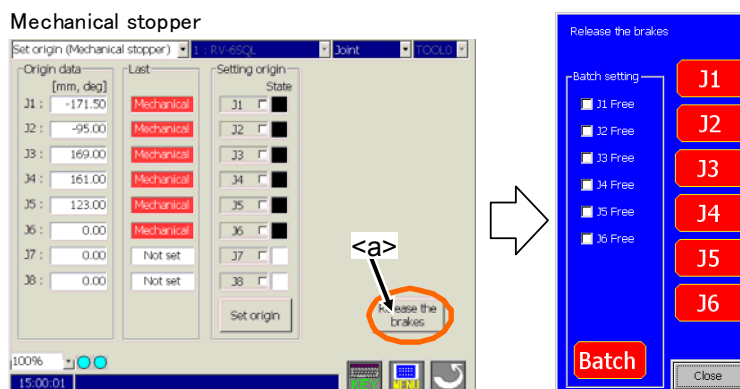 Mechanical stopper
Set origin (Mechanical stopper) 1 : RV-6SQL Joint TOOL0
Origin data Last Setting origin
[mm, deg] State
J1 : -171.50 Mechanical J1
J2 : -95.00 Mechanical J2
J3 : 169.00 Mechanical J3
J4 : 161.00 Mechanical J4
J5 : 123.00 Mechanical J5
J6 : 0.00 Mechanical J6
J7 : 0.00 Not set J7
J8 : 0.00 Not set J8
Set origin
<a>
Release the
brakes
100%
15:00:01
KEY MENU
Release the brakes
Batch setting
J1 Free
J2 Free
J3 Free
J4 Free
J5 Free
J6 Free
J1
J2
J3
J4
J5
J6
Batch
Close